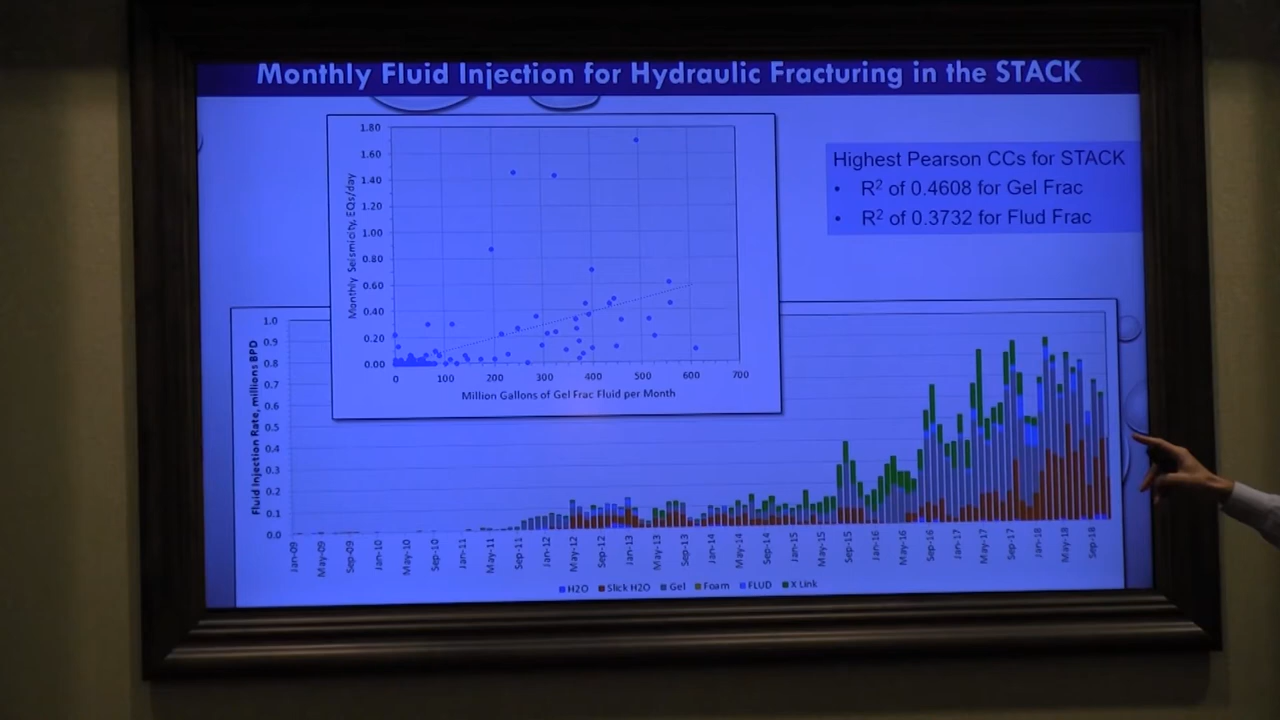 Monthly Fluid Injection for Hydraulic Fracturing in the STACK
Highest Pearson CCs for STACK
• R² of 0.4608 for Gel Frac
• R² of 0.3732 for Flud Frac
Monthly Seismicity, EQs/day
1.80
1.60
1.40
1.20
1.00
0.80
0.60
0.40
0.20
0.00
0 100 200 300 400 500 600 700
Million Gallons of Gel Frac Fluid per Month
Fluid Injection Rate, millions BPD
1.0
0.9
0.8
0.7
0.6
0.5
0.4
0.3
0.2
0.1
0.0
Jan-09 May-09 Sep-09 Jan-10 May-10 Sep-10 Jan-11 May-11 Sep-11 Jan-12 May-12 Sep-12 Jan-13 May-13 Sep-13 Jan-14 May-14 Sep-14 Jan-15 May-15 Sep-15 Jan-16 May-16 Sep-16 Jan-17 May-17 Sep-17 Jan-18 May-18 Sep-18
H2O Slick H2O Gel Foam FLUD X Link